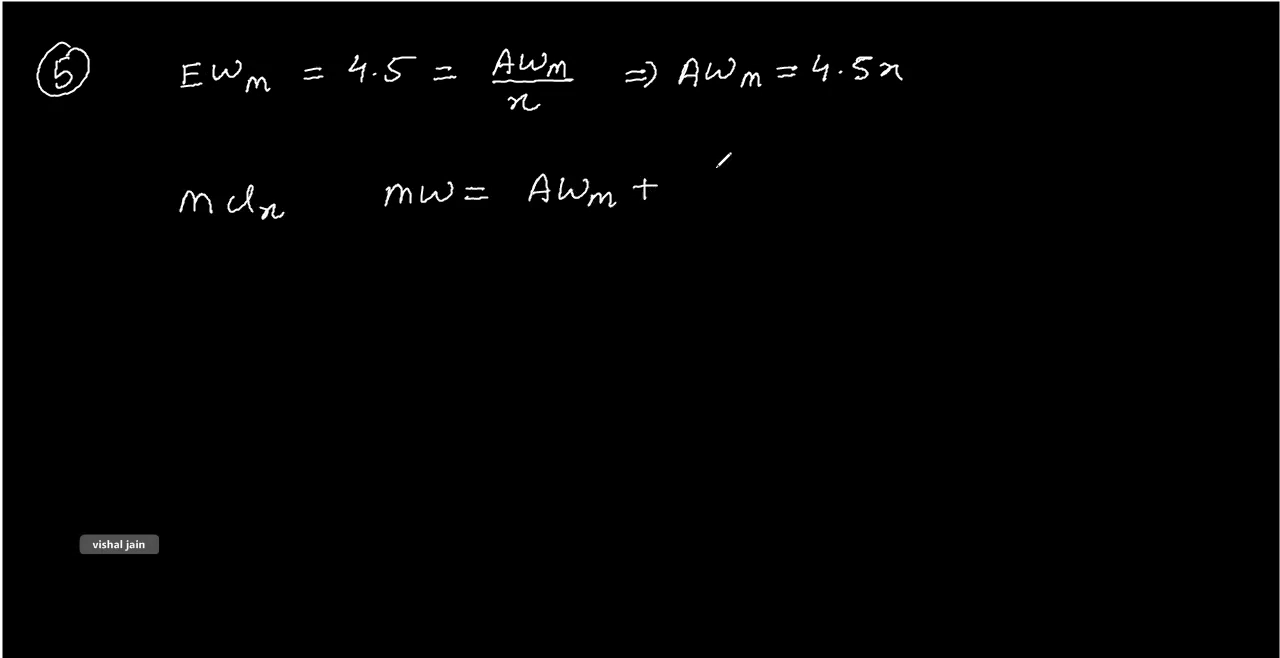 ⑤ EWm = 4.5 = AWm/x ⇒ AWm = 4.5x
mclx mw = AWm +
vishal jain